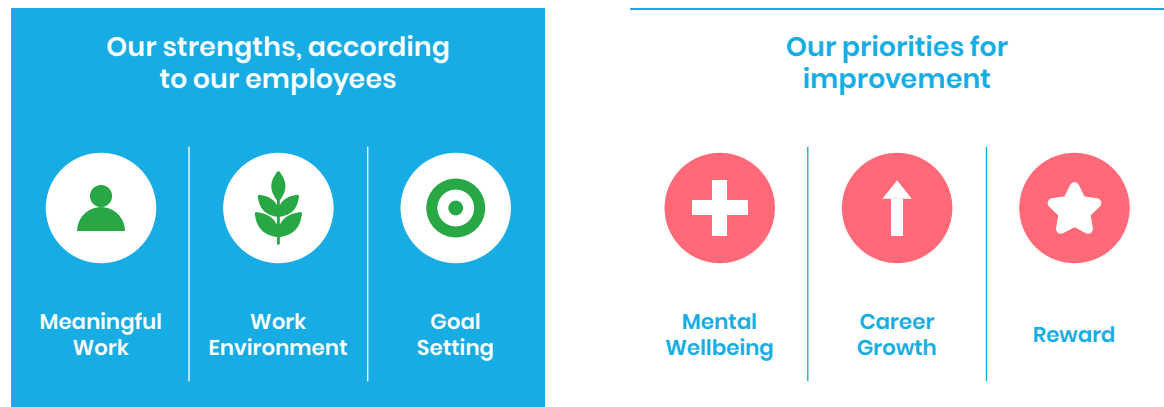 Our strengths, according
to our employees
Meaningful
Work
Work
Environment
Goal
Setting
Our priorities for
improvement
Mental
Wellbeing
Career
Growth
Reward